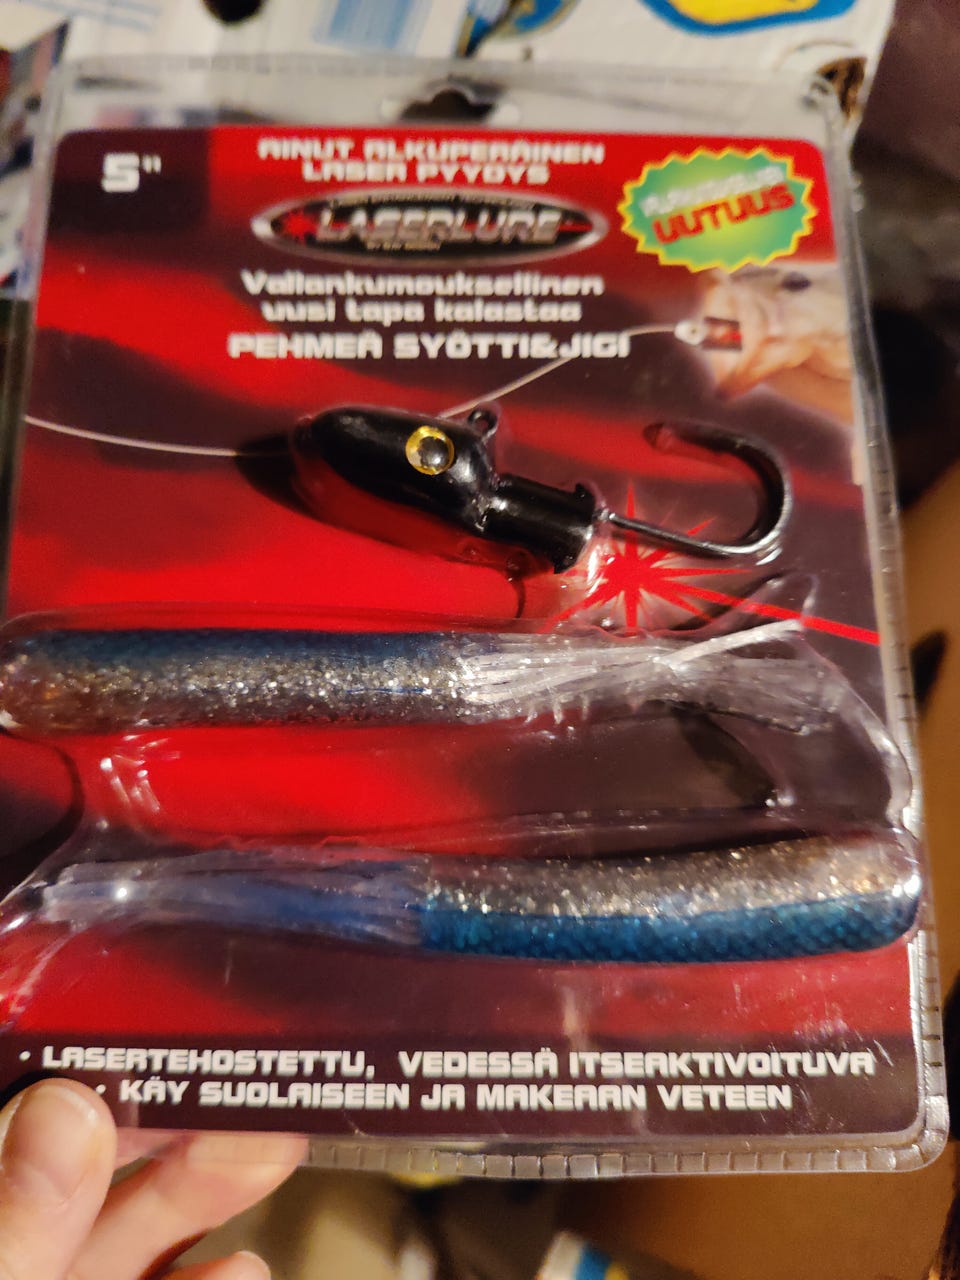 5"
AINUT ALKUPERÄINEN
LASER PYYDYS
LASERLURE
UUTUUS
Vallankumouksellinen
uusi tapa kalastaa
PEHMEÄ SYÖTTI&JIGI
• LASERTEHOSTETTU, VEDESSÄ ITSEAKTIVOITUVA
• KÄY SUOLAISEEN JA MAKEAAN VETEEN